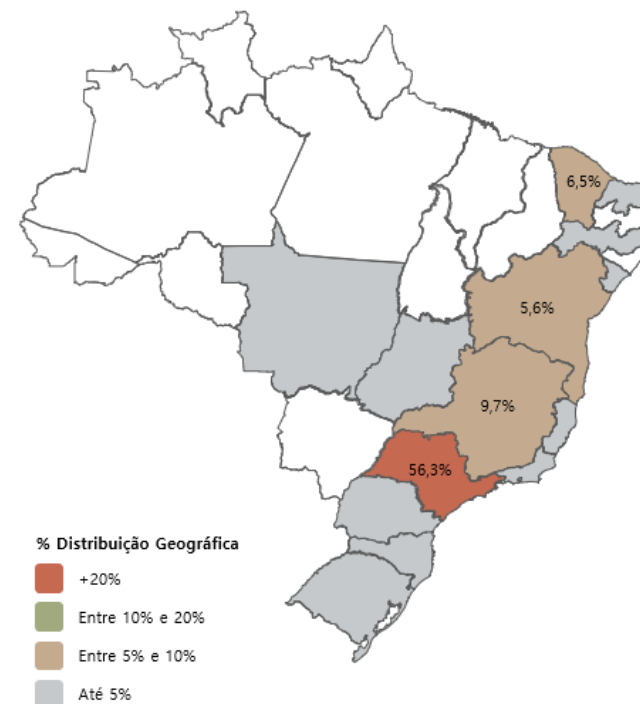 6,5%
5,6%
9,7%
56,3%
% Distribuição Geográfica
+20%
Entre 10% e 20%
Entre 5% e 10%
Até 5%